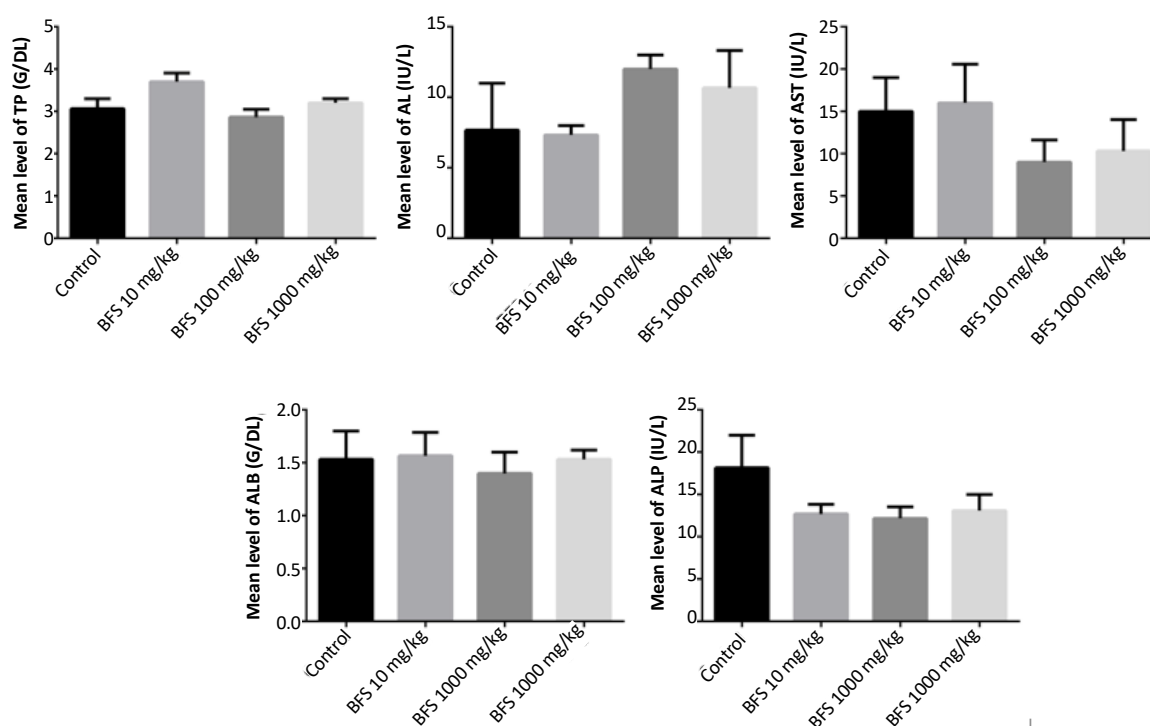 Mean level of TP (G/DL)
5
4
3
2
1
0
Control
BFS 10 mg/kg
BFS 100 mg/kg
BFS 1000 mg/kg
Mean level of AL (IU/L)
15
10
5
0
Control
BFS 10 mg/kg
BFS 100 mg/kg
BFS 1000 mg/kg
Mean level of AST (IU/L)
25
20
15
10
5
0
Control
BFS 10 mg/kg
BFS 100 mg/kg
BFS 1000 mg/kg
Mean level of ALB (G/DL)
2.0
1.5
1.0
0.5
0.0
Control
BFS 10 mg/kg
BFS 1000 mg/kg
BFS 1000 mg/kg
Mean level of ALP (IU/L)
25
20
15
10
5
0
Control
BFS 10 mg/kg
BFS 1000 mg/kg
BFS 1000 mg/kg